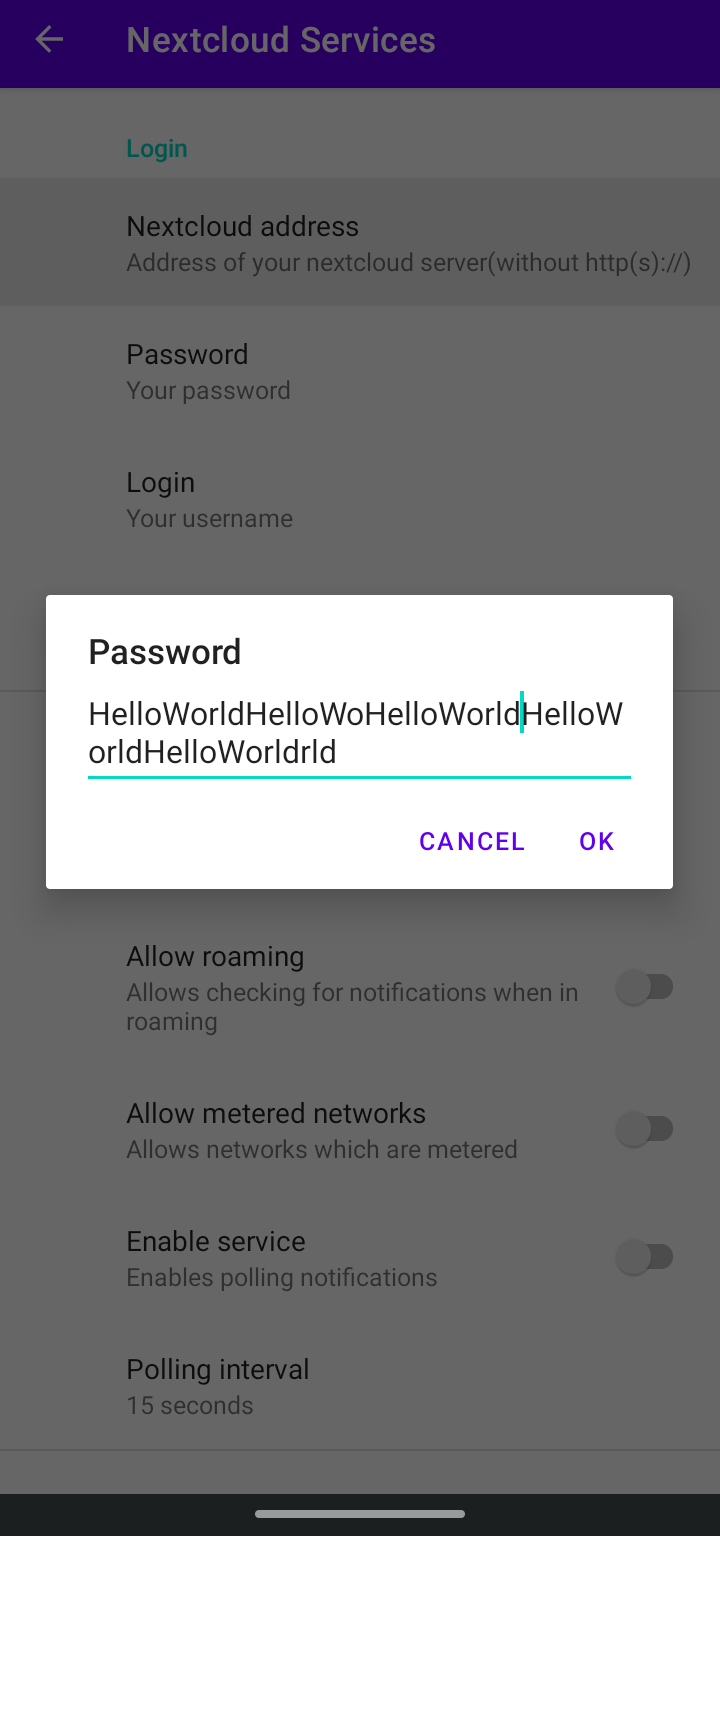 Nextcloud Services
Login
Nextcloud address
Address of your nextcloud server(without http(s)://)
Password
Your password
Login
Your username
Password
HelloWorldHelloWoHelloWorldHelloW
orldHelloWorldrld
CANCEL OK
Allow roaming
Allows checking for notifications when in
roaming
Allow metered networks
Allows networks which are metered
Enable service
Enables polling notifications
Polling interval
15 seconds